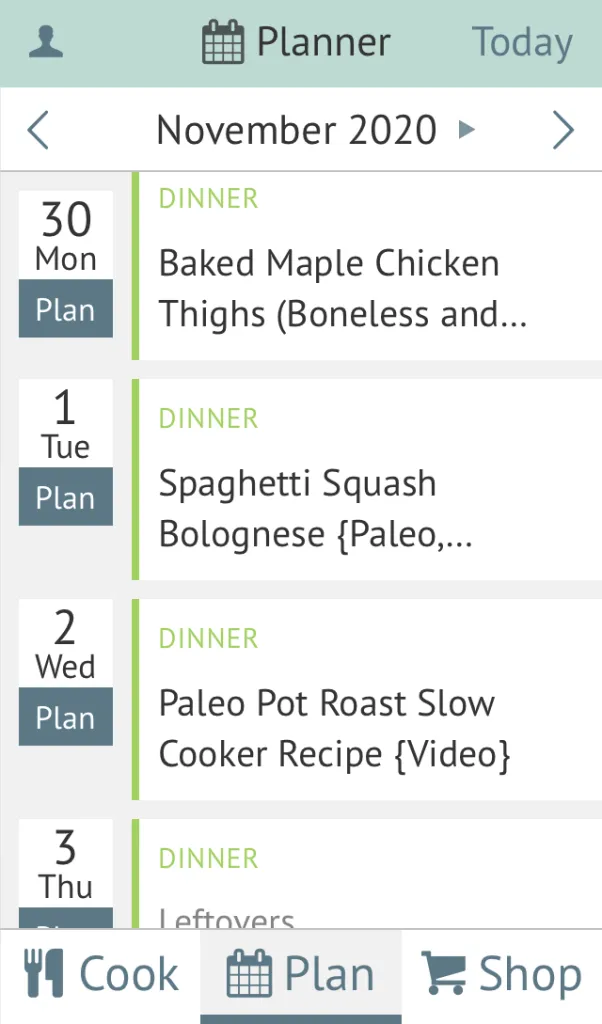 Planner
Today
November 2020
30
Mon
Plan
DINNER
Baked Maple Chicken
Thighs (Boneless and...
1
Tue
Plan
DINNER
Spaghetti Squash
Bolognese {Paleo,...
2
Wed
Plan
DINNER
Paleo Pot Roast Slow
Cooker Recipe {Video}
3
Thu
Plan
DINNER
Leftovers
Cook
Plan
Shop